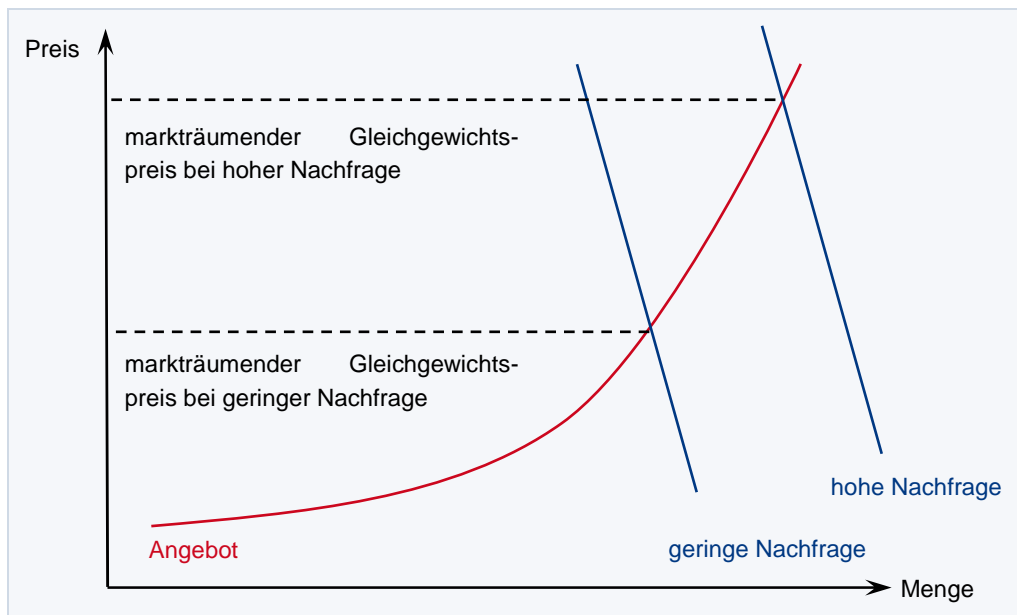 Preis
markträumender Gleichgewichts-
preis bei hoher Nachfrage
markträumender Gleichgewichts-
preis bei geringer Nachfrage
hohe Nachfrage
Angebot
geringe Nachfrage
Menge